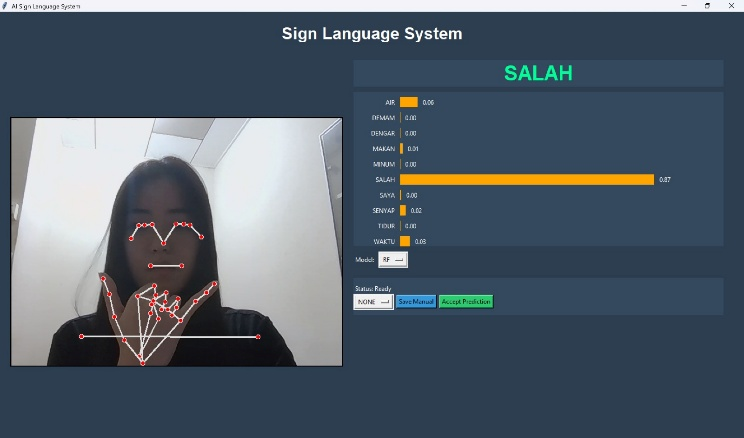 AI Sign Language System
Sign Language System
SALAH
AIR 0.06
DEMAM 0.00
DENGAR 0.00
MAKAN 0.01
MINUM 0.00
SALAH 0.87
SAYA 0.00
SENYAP 0.02
TIDUR 0.00
WAKTU 0.03
Model: RF
Status: Ready
NONE Save Manual Accept Prediction